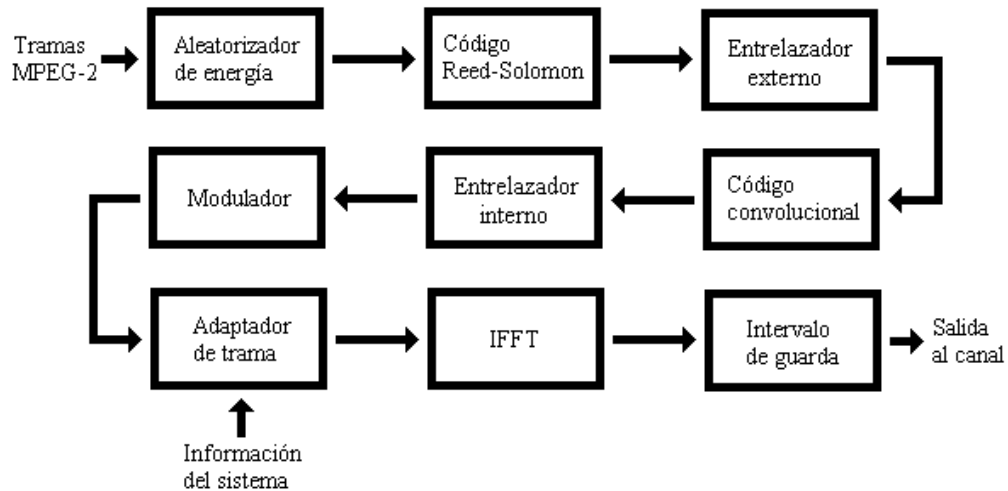 Tramas
MPEG-2
Aleatorizador
de energía
Código
Reed-Solomon
Entrelazador
externo
Modulador
Entrelazador
interno
Código
convolucional
Adaptador
de trama
IFFT
Intervalo
de guarda
Salida
al canal
Información
del sistema